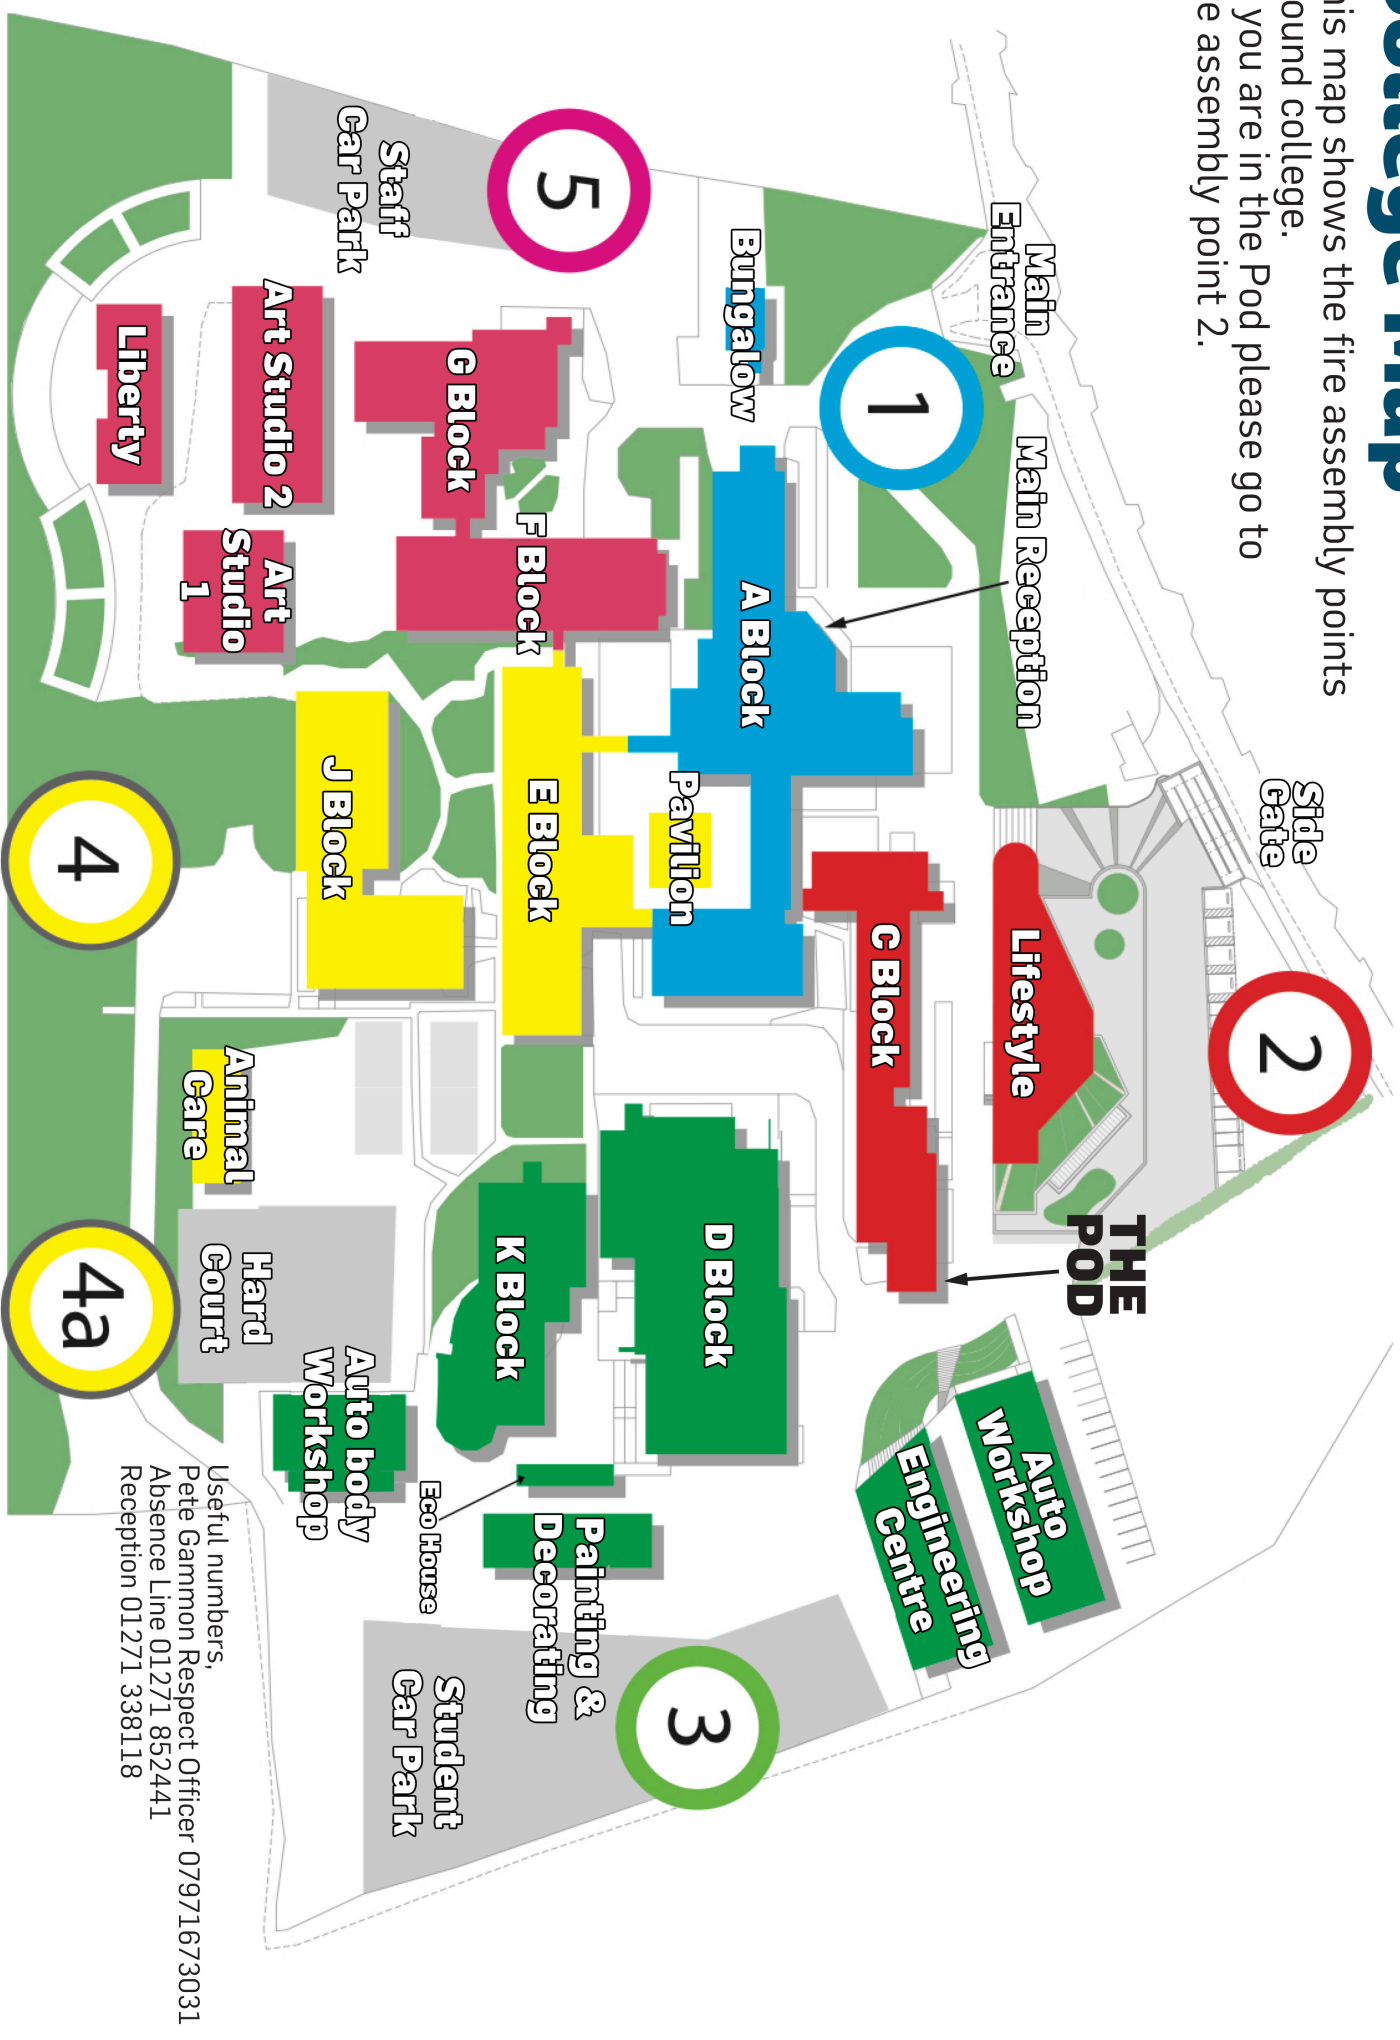 Map
his map shows the fire assembly points
ound college.
you are in the Pod please go to
e assembly point 2.
Side
Gate
2
Main
Entrance
Main Reception
1
Lifestyle
THE
POD
C Block
Auto
Workshop
Engineering
Centre
Bungalow
A Block
Pavilion
D Block
3
5
G Block
F Block
E Block
K Block
Painting &
Decorating
Eco House
Staff
Car Park
Art Studio 2
Art
Studio
1
Liberty
J Block
Auto body
Workshop
Student
Car Park
Animal
Care
Hard
Court
4
4a
Useful numbers,
Pete Gammon Respect Officer 07971673031
Absence Line 01271 852441
Reception 01271 338118